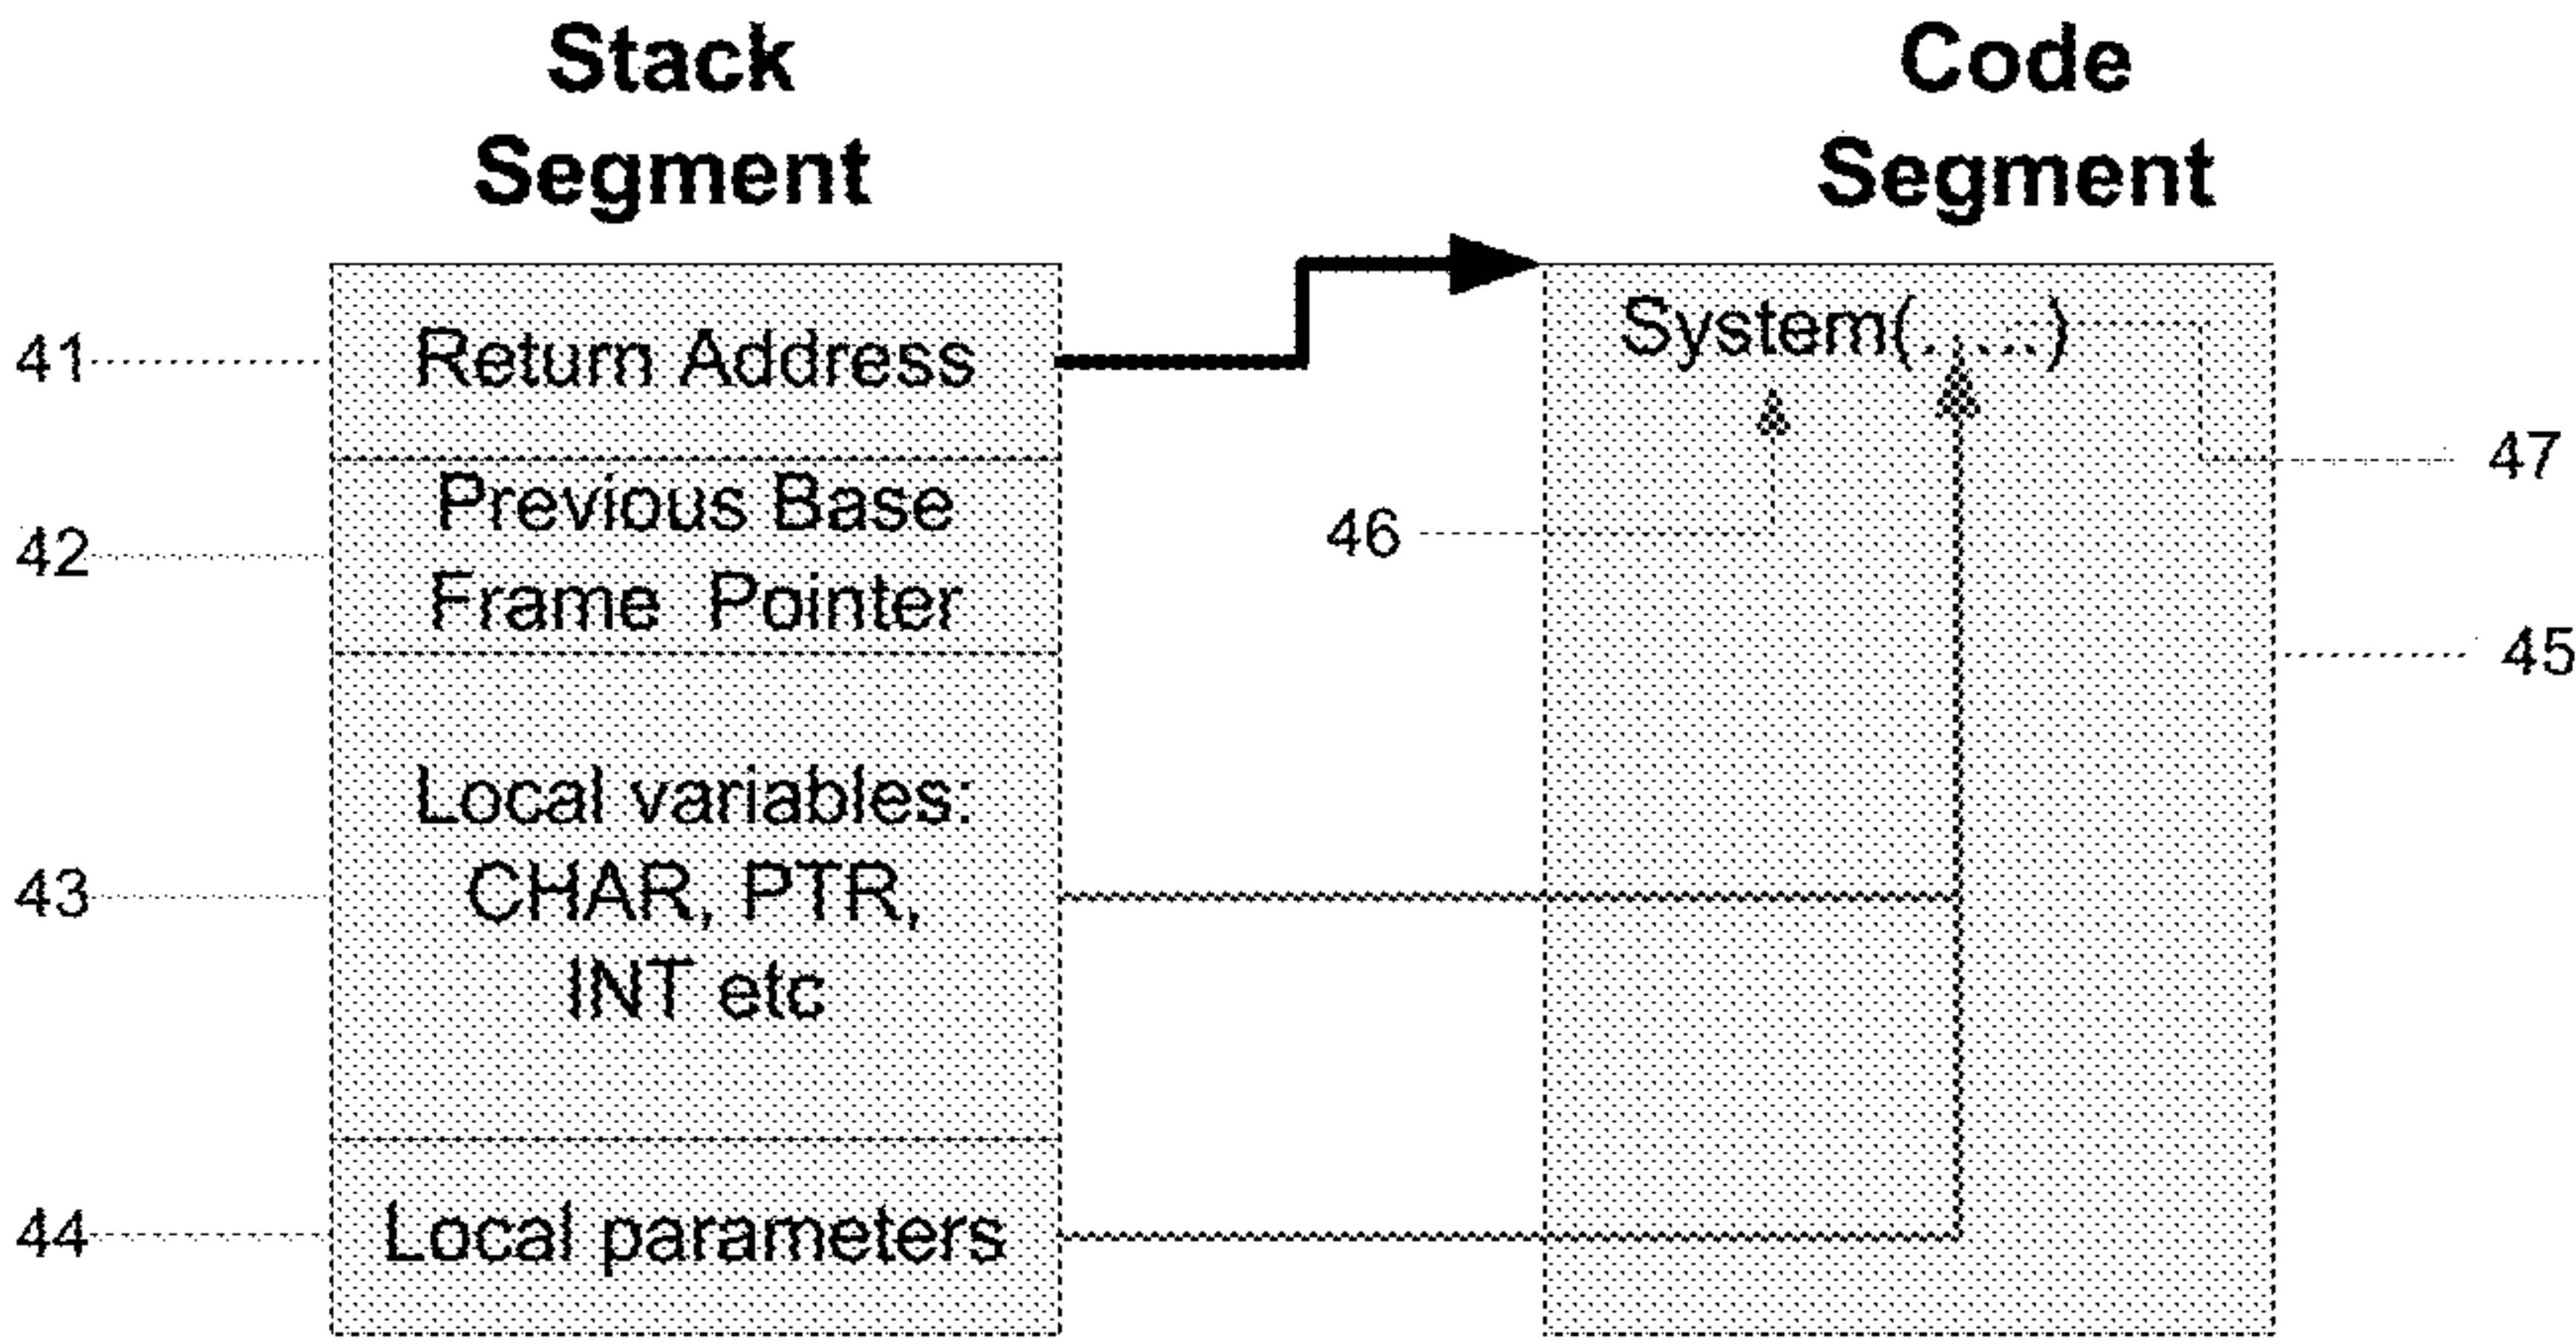 Stack
Segment
Code
Segment
41
Return Address
System(.....)
47
42
Previous Base
Frame Pointer
46
45
43
Local variables:
CHAR, PTR,
INT etc
44
Local parameters